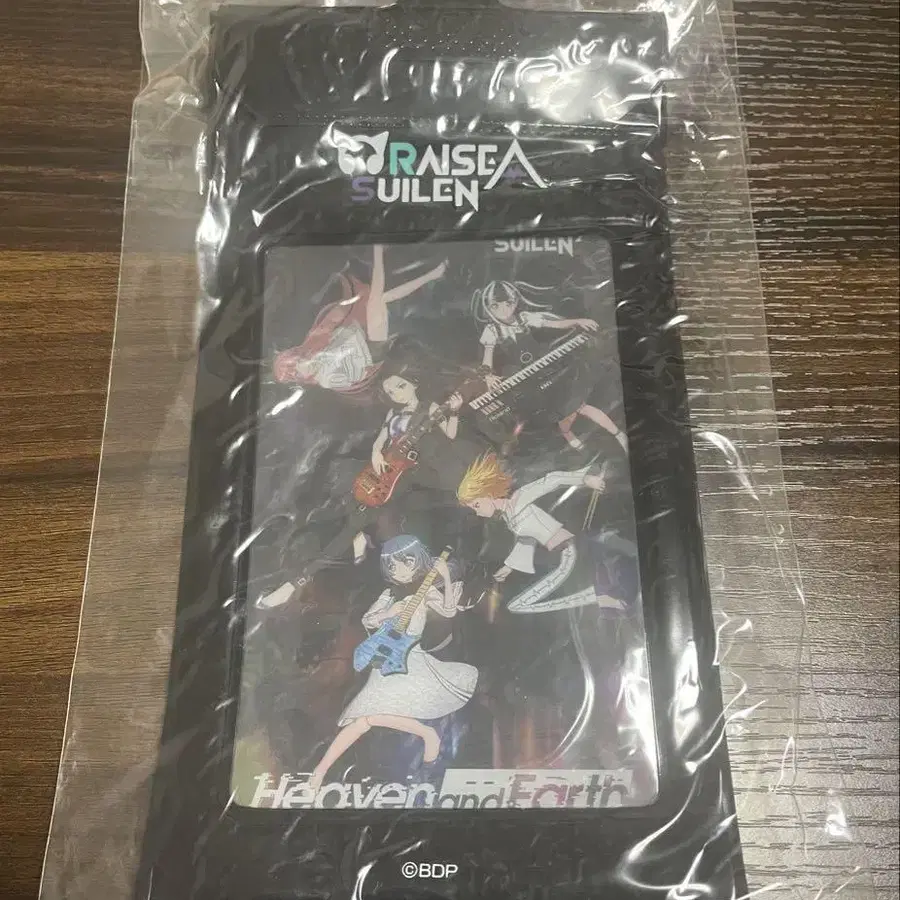 RAISE A
SUILEN
SUILEN
Heaven and Earth
©BDP